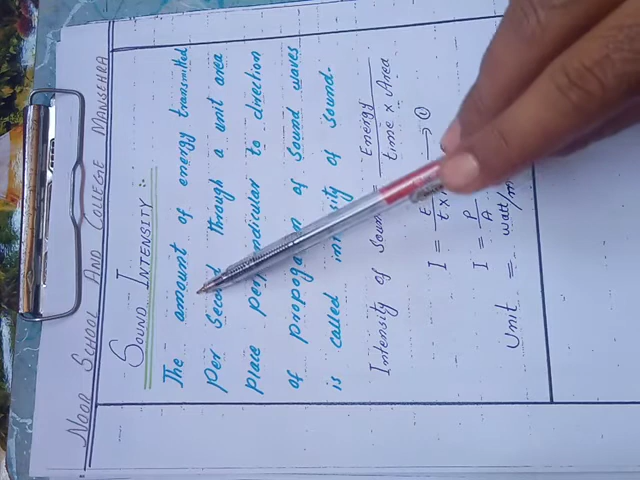 NOOR SCHOOL AND COLLEGE MANSEHRA
SOUND INTENSITY :-
The amount of energy transmitted
per Second through a unit area
place perpendicular to direction
of propogation of Sound waves
is called intensity of Sound.
Intensity of Sound = Energy / time × Area
I = E / t × → ①
I = P / A
Unit = watt/m